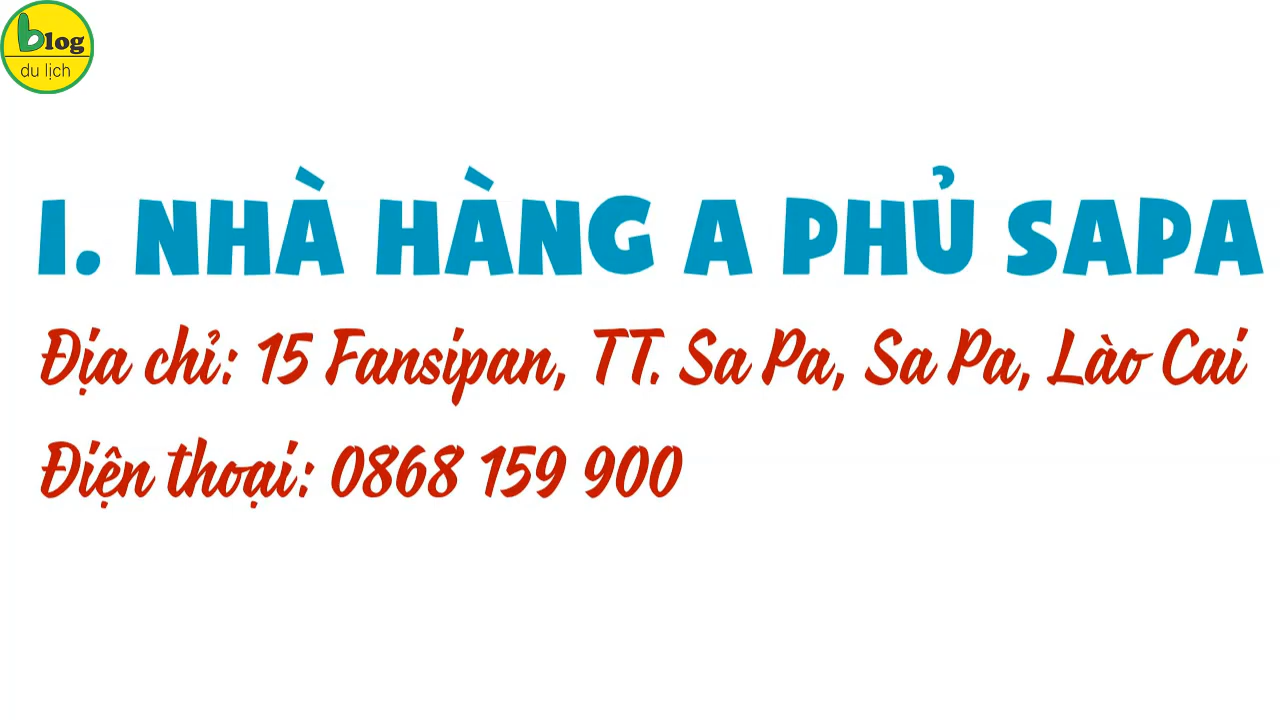 blog
du lịch
1. NHÀ HÀNG A PHỦ SAPA
Địa chỉ: 15 Fansipan, TT. Sa Pa, Sa Pa, Lào Cai
Điện thoại: 0868 159 900